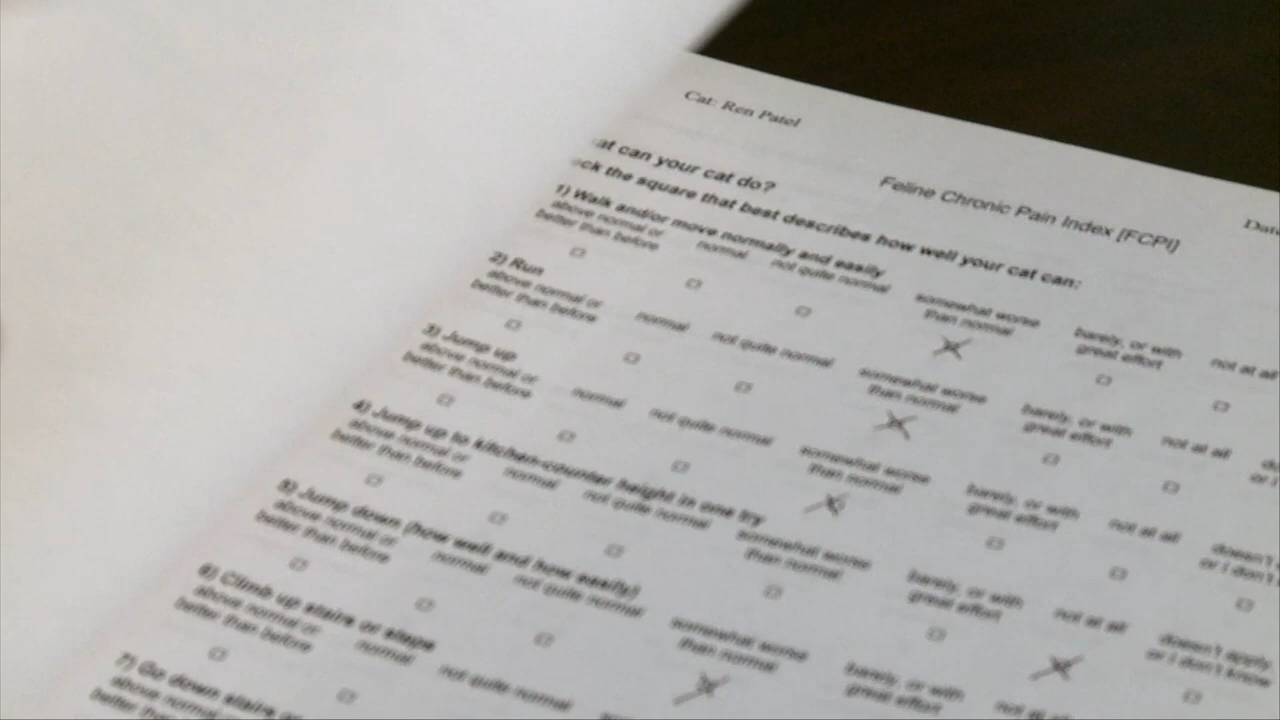 Cat: Ren Patel
Feline Chronic Pain Index [FCPI]
at can your cat do?
ck the square that best describes how well your cat can:
1) Walk and/or move normally and easily
above normal or normal not quite normal somewhat worse barely, or with not at all
better than before than normal great effort
2) Run
above normal or normal not quite normal somewhat worse barely, or with not at all
better than before than normal great effort
3) Jump up
above normal or normal not quite normal somewhat worse barely, or with not at all doesn't
better than before than normal great effort or I don't
4) Jump up to kitchen-counter height in one try
above normal or normal not quite normal somewhat worse barely, or with not at all doesn't apply
better than before than normal great effort or I don't know
5) Jump down (how well and how easily)
above normal or normal not quite normal somewhat worse barely, or with not at all
better than before than normal great effort
6) Climb up stairs or steps
above normal or normal not quite normal
better than before
7) Go down stairs or
above normal or
better than